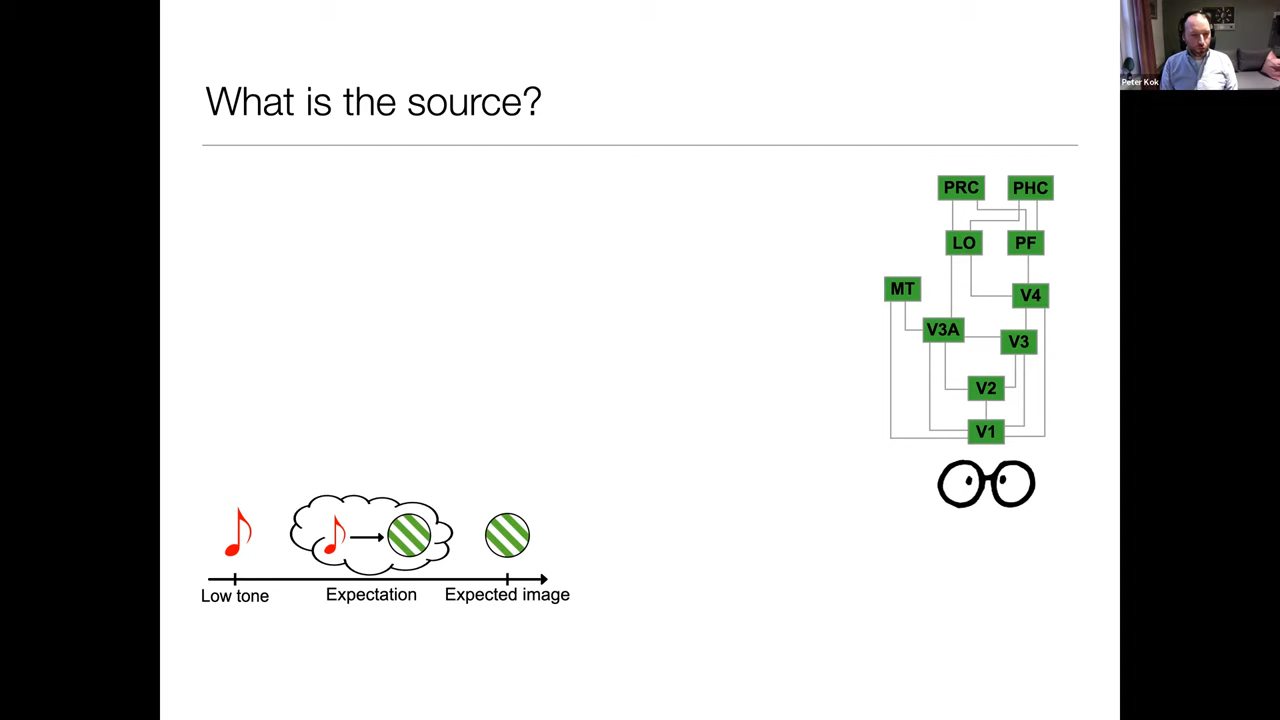 What is the source?
Peter Kok
PRC PHC
LO PF
MT V4
V3A V3
V2
V1
Low tone Expectation Expected image